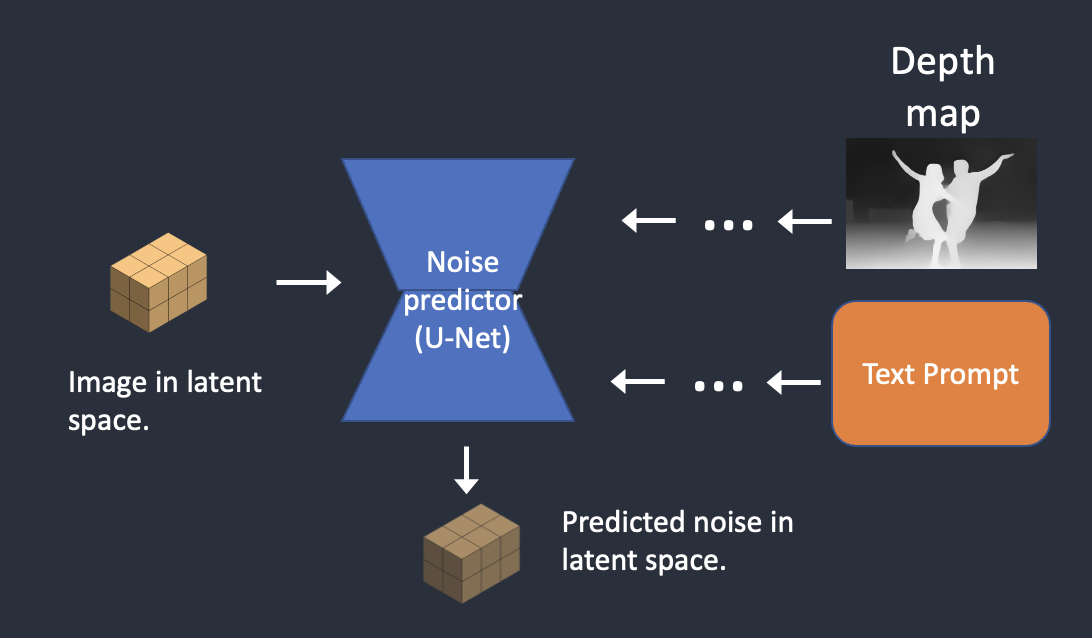 Depth
map
Noise
predictor
(U-Net)
Image in latent
space.
Text Prompt
Predicted noise in
latent space.